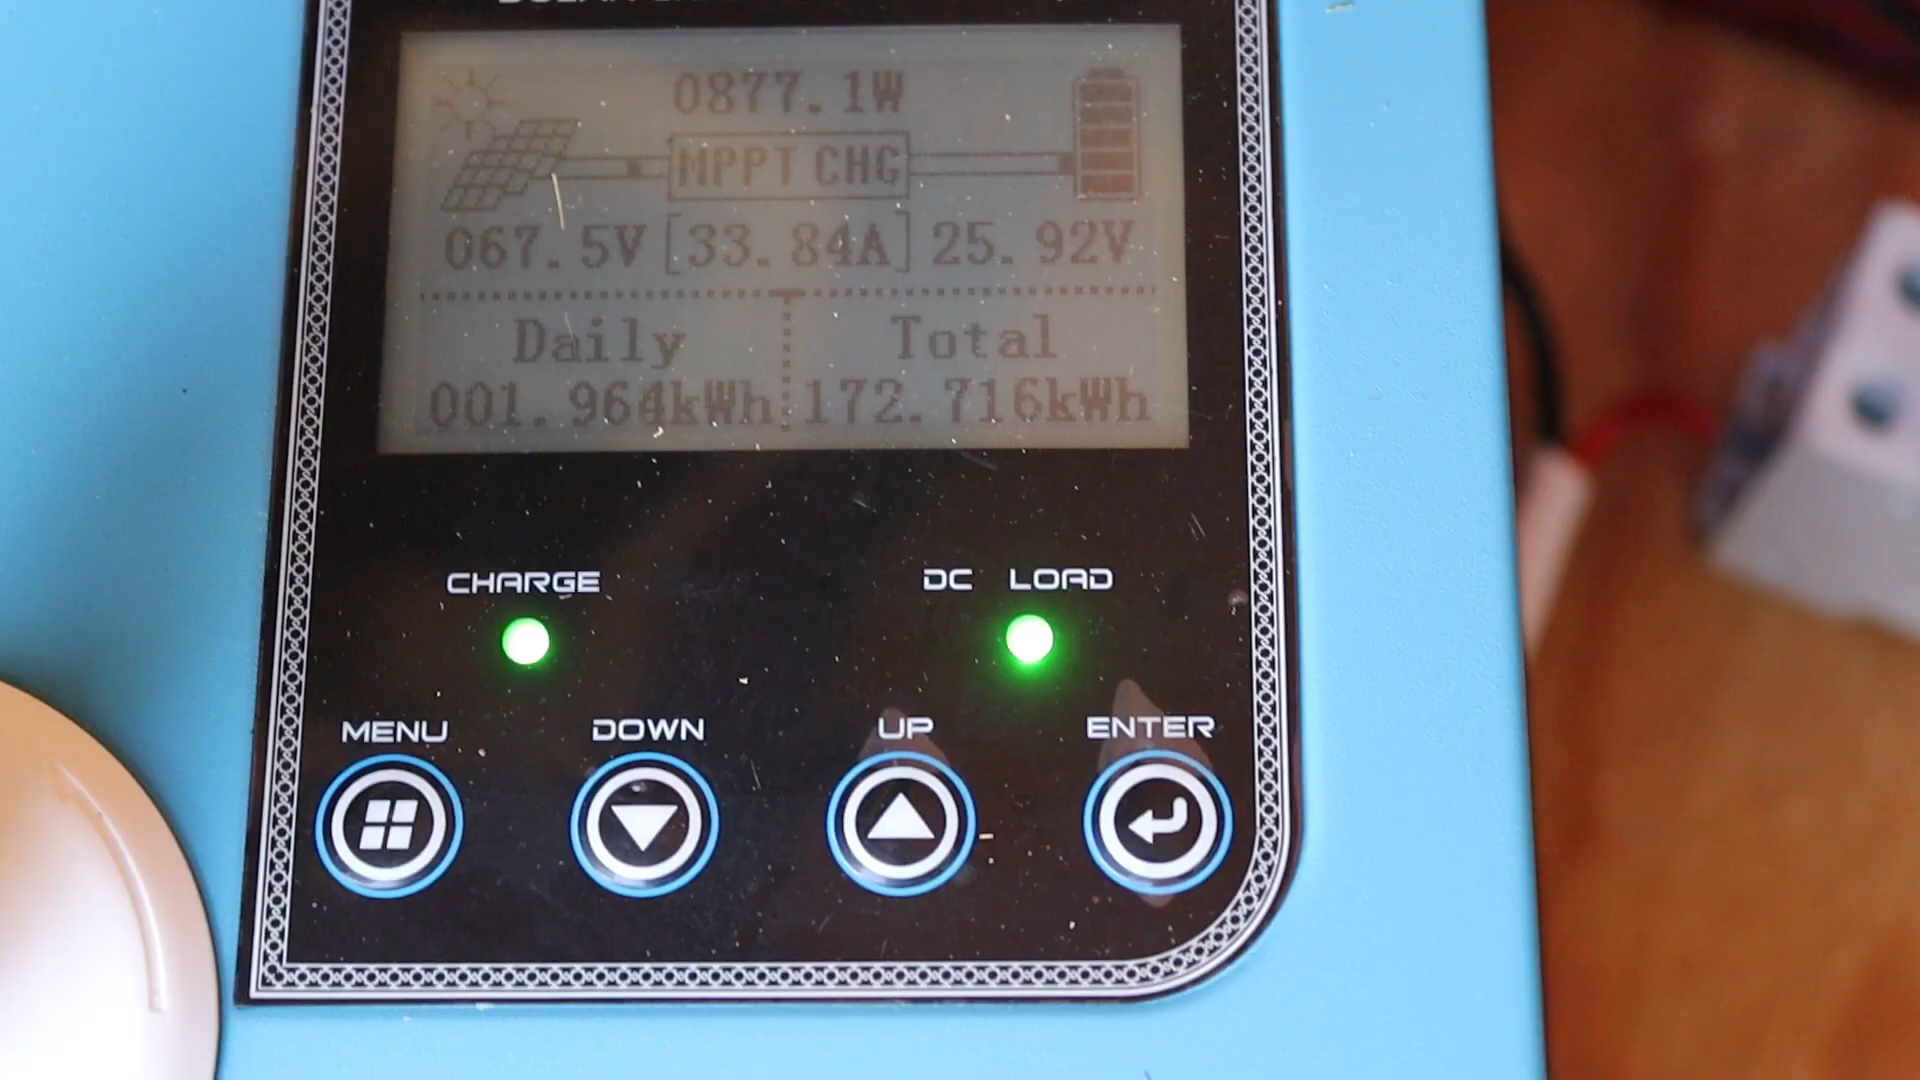 0877.1W
MPPT CHG
067.5V [33.84A] 25.92V
Daily Total
001.964kWh 172.716kWh
CHARGE DC LOAD
MENU DOWN UP ENTER